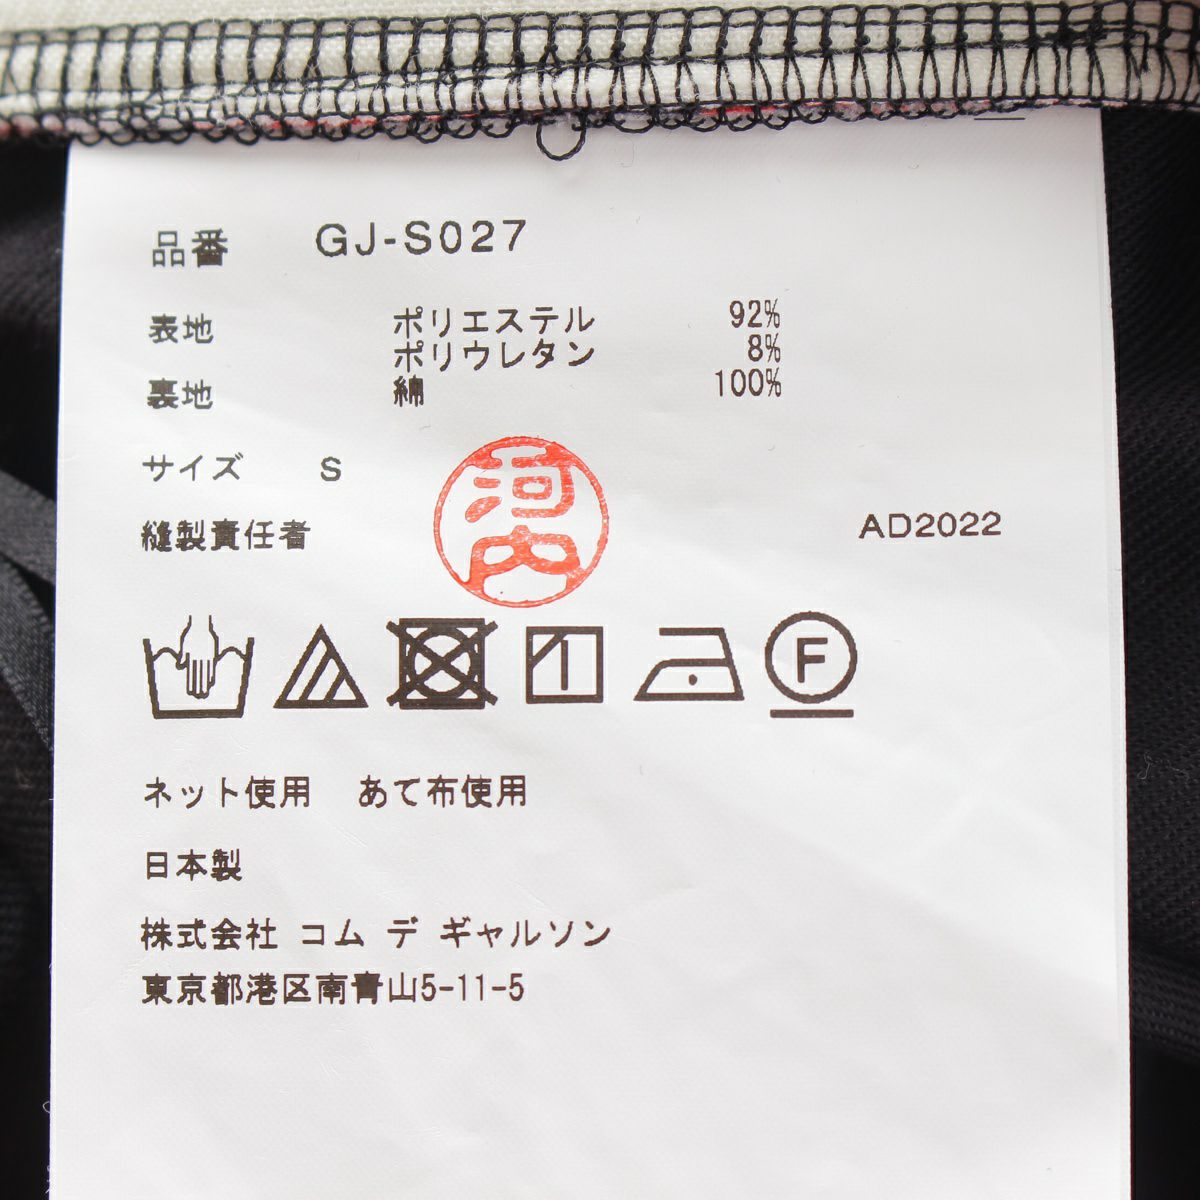 品番 GJ-S027
表地 ポリエステル 92%
ポリウレタン 8%
裏地 綿 100%
サイズ S
縫製責任者 河内 AD2022
F
ネット使用 あて布使用
日本製
株式会社 コム デ ギャルソン
東京都港区南青山5-11-5